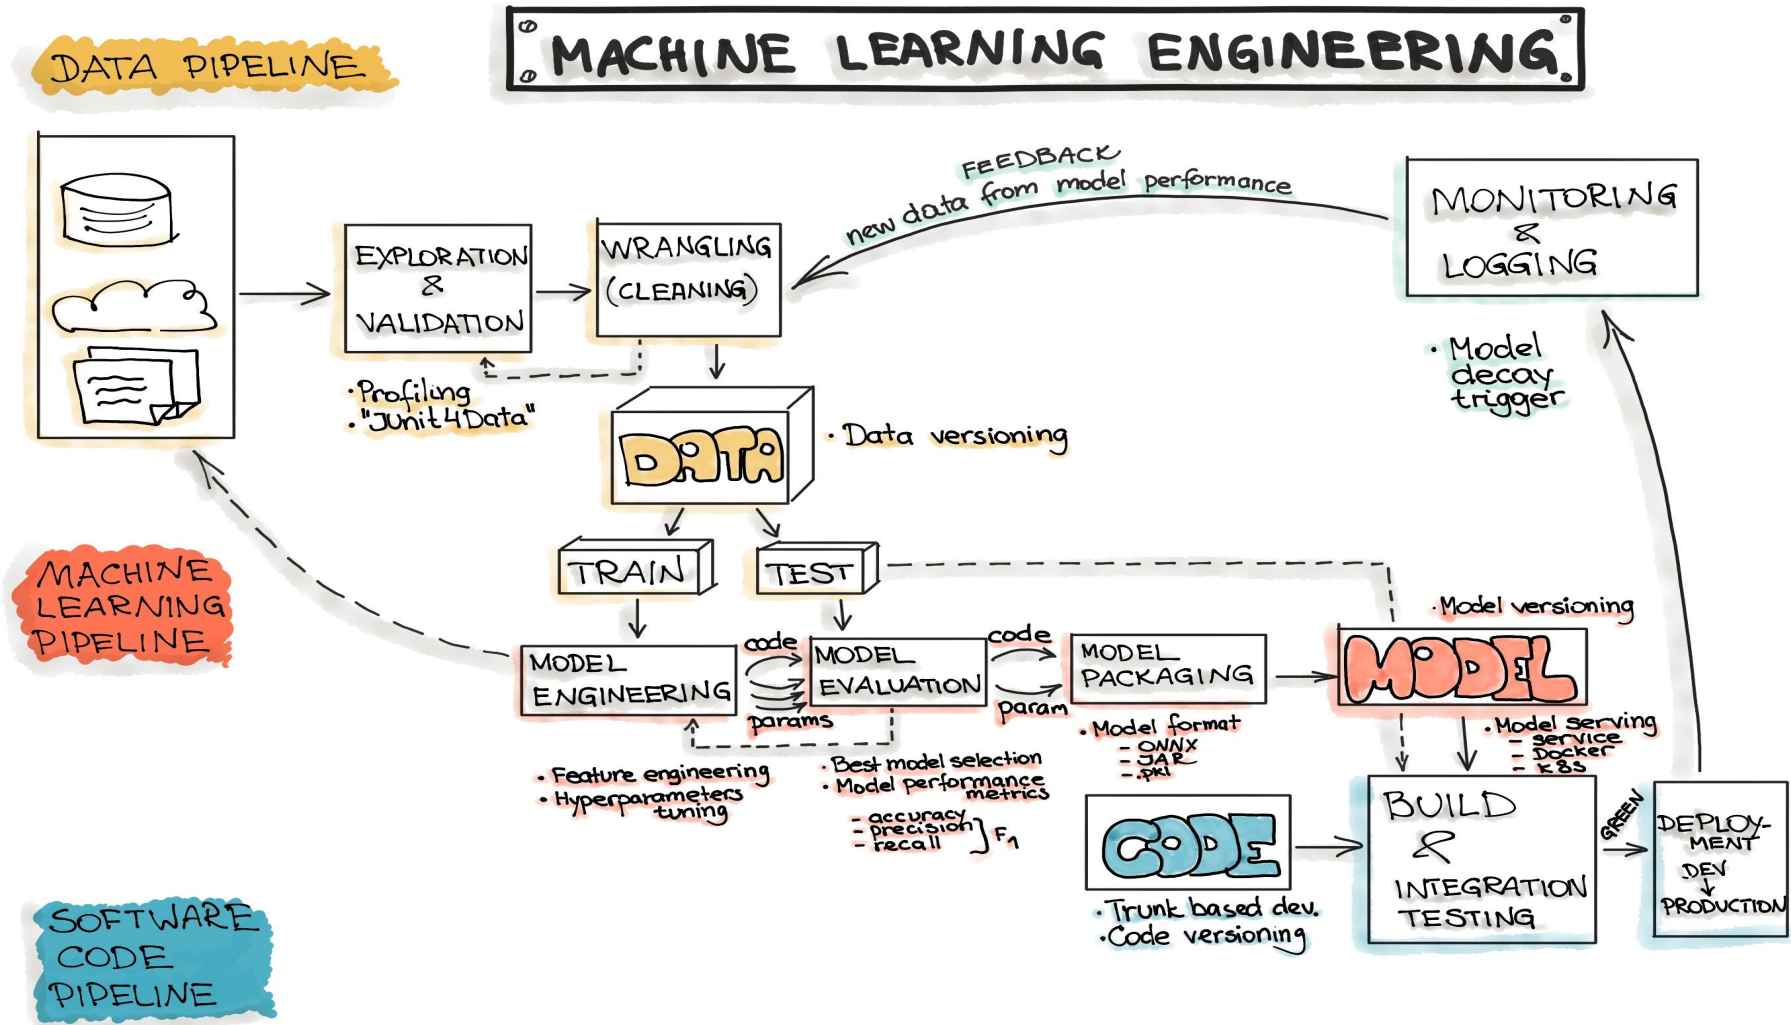 MACHINE LEARNING ENGINEERING
DATA PIPELINE
EXPLORATION
&
VALIDATION
• Profiling
• "JUnit4Data"
WRANGLING
(CLEANING)
FEEDBACK
new data from model performance
MONITORING
&
LOGGING
• Model
decay
trigger
DATA
• Data versioning
TRAIN
TEST
MACHINE
LEARNING
PIPELINE
MODEL
ENGINEERING
code
params
• Feature engineering
• Hyperparameters
tuning
MODEL
EVALUATION
• Best model selection
• Model performance
metrics
- accuracy
- precision
- recall
F1
code
param
MODEL
PACKAGING
• Model format
- ONNX
- JAR
- .pkl
• Model versioning
MODEL
• Model serving
- service
- Docker
- K8s
SOFTWARE
CODE
PIPELINE
CODE
• Trunk based dev.
• Code versioning
BUILD
&
INTEGRATION
TESTING
GREEN
DEPLOY-
MENT
DEV
PRODUCTION